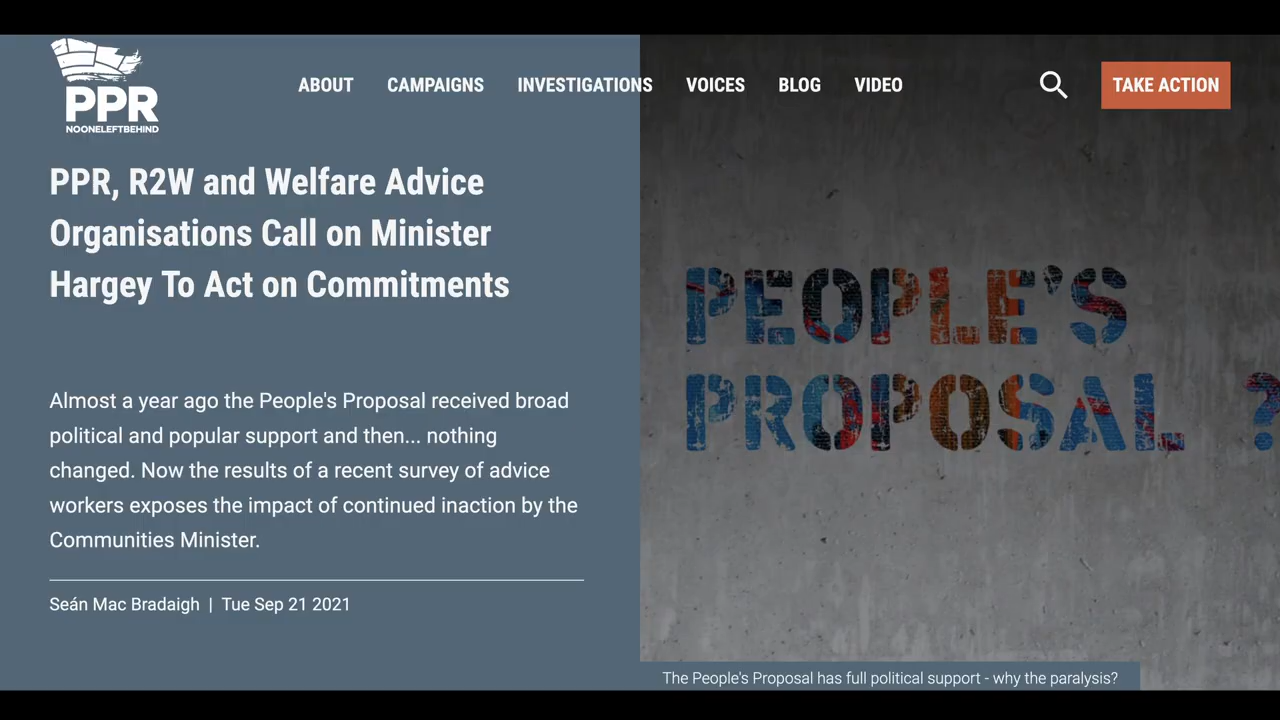 PPR
NOONELEFTBEHIND
ABOUT CAMPAIGNS INVESTIGATIONS VOICES BLOG VIDEO TAKE ACTION
PPR, R2W and Welfare Advice
Organisations Call on Minister
Hargey To Act on Commitments
Almost a year ago the People's Proposal received broad
political and popular support and then... nothing
changed. Now the results of a recent survey of advice
workers exposes the impact of continued inaction by the
Communities Minister.
Seán Mac Bradaigh | Tue Sep 21 2021
PEOPLE'S
PROPOSAL ?
The People's Proposal has full political support - why the paralysis?